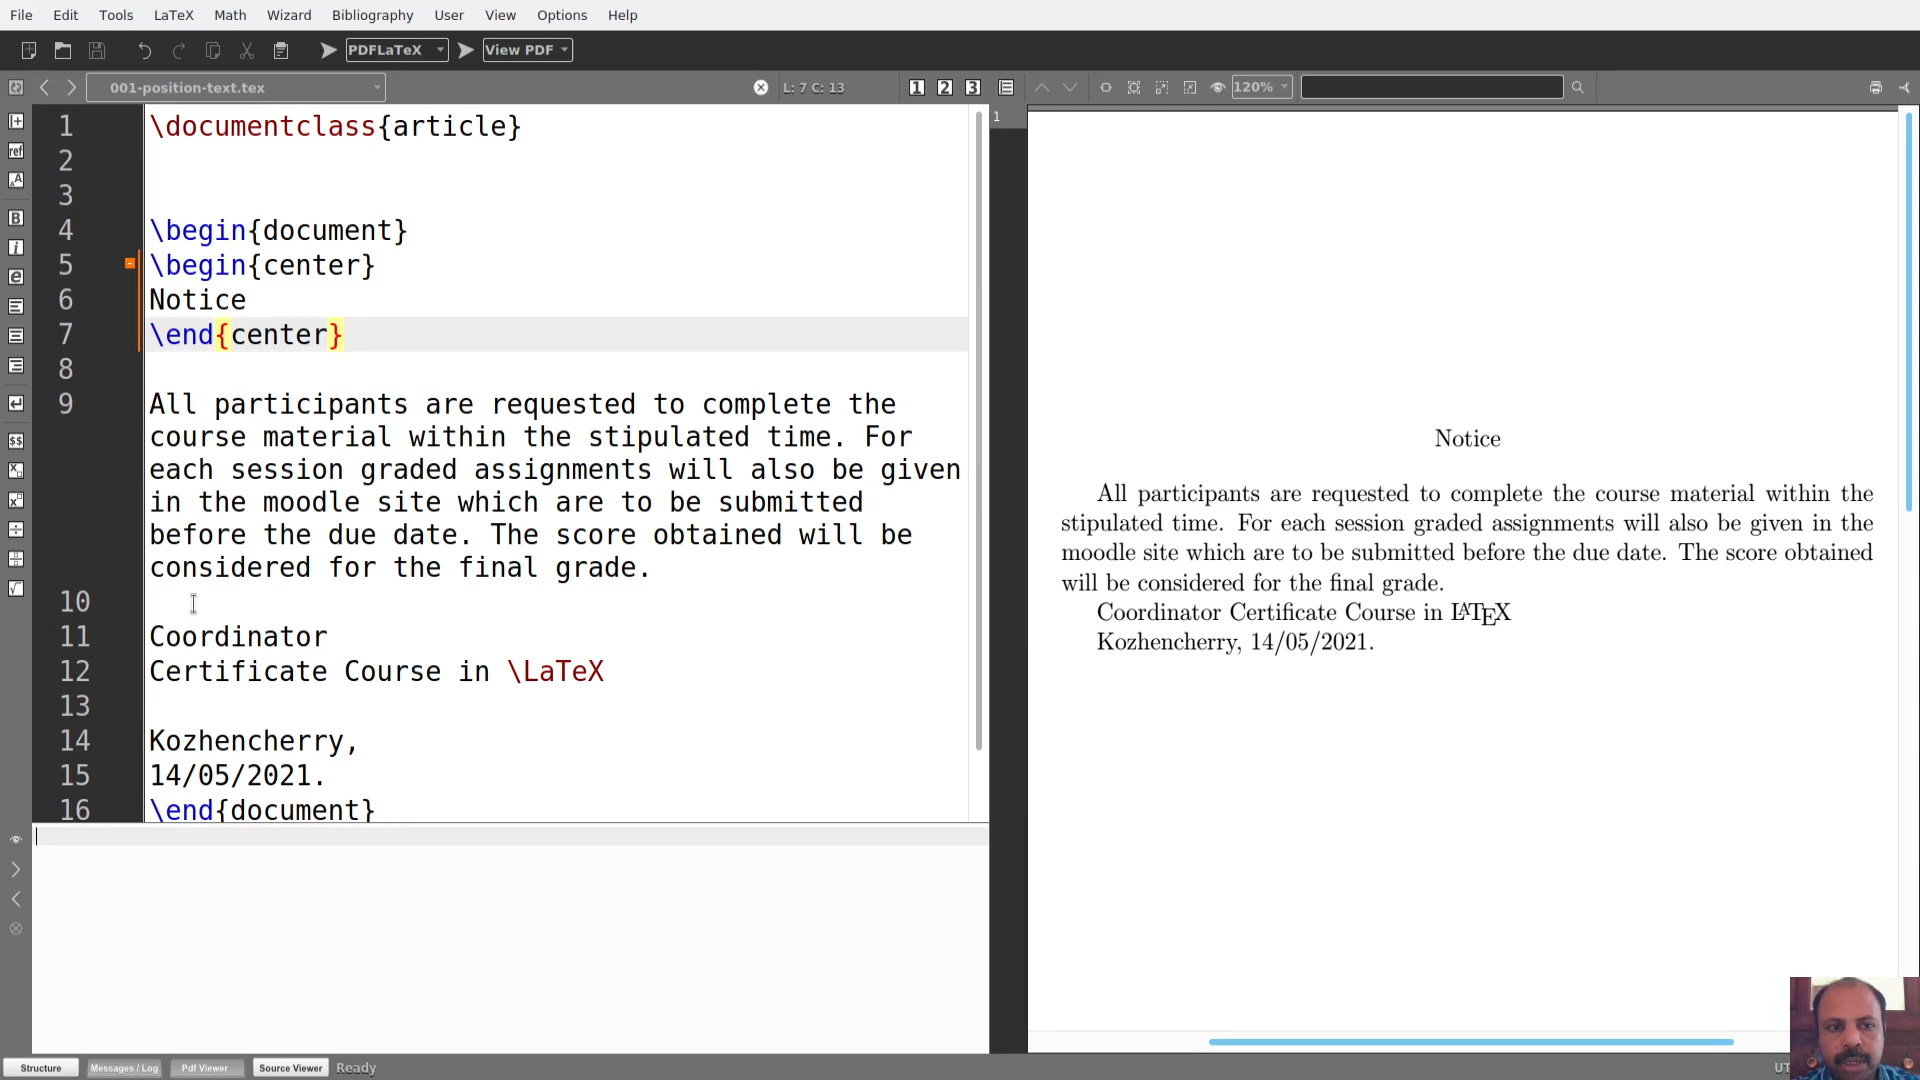 File Edit Tools LaTeX Math Wizard Bibliography User View Options Help
PDFLaTeX View PDF
001-position-text.tex L: 7 C: 13 1 2 3 120%
1 \documentclass{article}
2
3
4 \begin{document}
5 \begin{center}
6 Notice
7 \end{center}
8
9 All participants are requested to complete the
course material within the stipulated time. For
each session graded assignments will also be given
in the moodle site which are to be submitted
before the due date. The score obtained will be
considered for the final grade.
10
11 Coordinator
12 Certificate Course in \LaTeX
13
14 Kozhencherry,
15 14/05/2021.
16 \end{document}
1
Notice
All participants are requested to complete the course material within the
stipulated time. For each session graded assignments will also be given in the
moodle site which are to be submitted before the due date. The score obtained
will be considered for the final grade.
Coordinator Certificate Course in LATEX
Kozhencherry, 14/05/2021.
Structure Messages / Log Pdf Viewer Source Viewer Ready